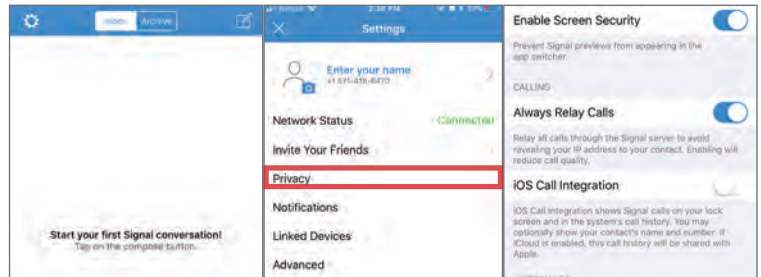 Inbox Archive
Start your first Signal conversation!
Tap on the compose button.
2:28 PM
Settings
Enter your name
Network Status Connected
Invite Your Friends
Privacy
Notifications
Linked Devices
Advanced
Enable Screen Security
Prevent Signal previews from appearing in the
app switcher.
CALLING
Always Relay Calls
Relay all calls through the Signal server to avoid
revealing your IP address to your contact. Enabling will
reduce call quality.
iOS Call Integration
iOS Call Integration shows Signal calls on your lock
screen and in the system's call history. You may
optionally show your contact's name and number. If
iCloud is enabled, this call history will be shared with
Apple.